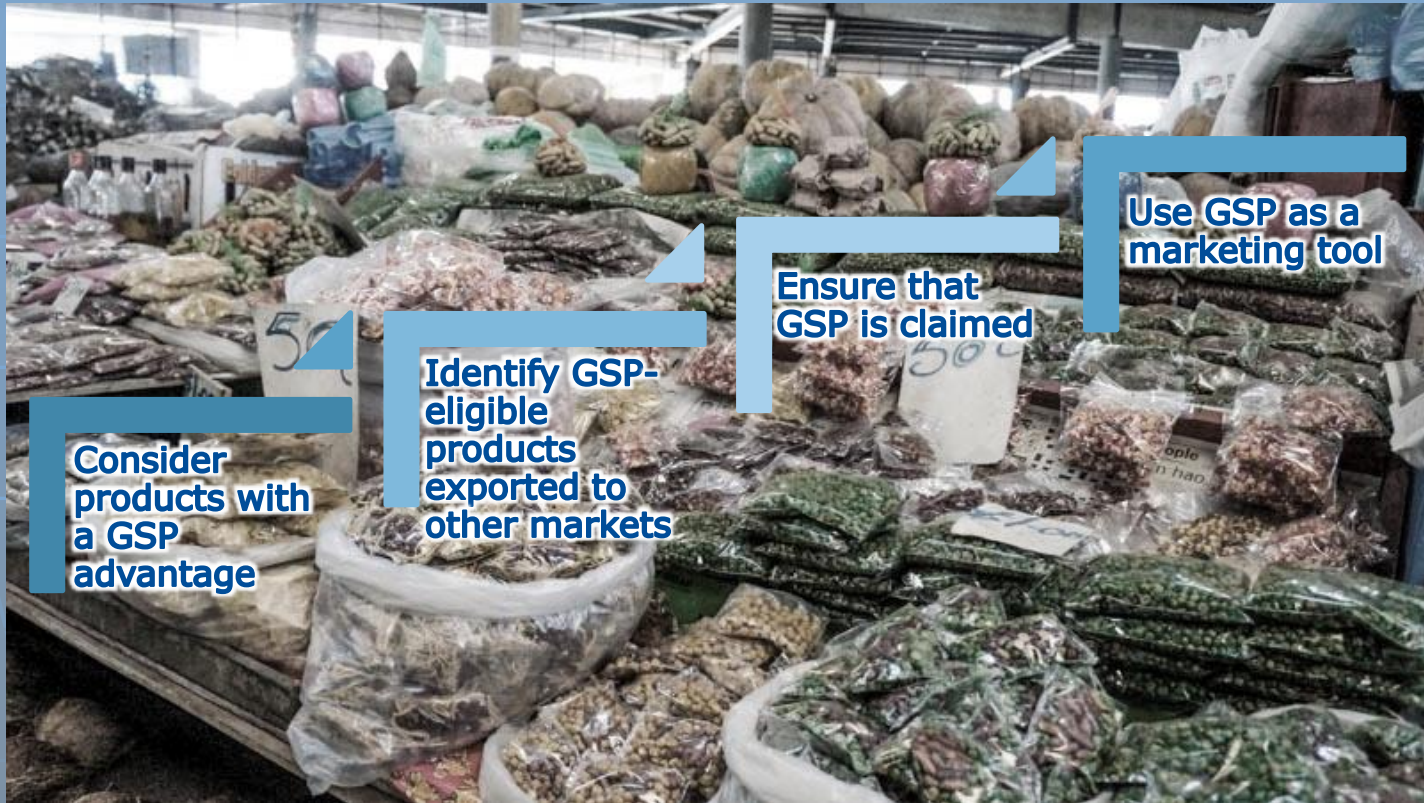 Consider
products with
a GSP
advantage
Identify GSP-
eligible
products
exported to
other markets
Ensure that
GSP is claimed
Use GSP as a
marketing tool